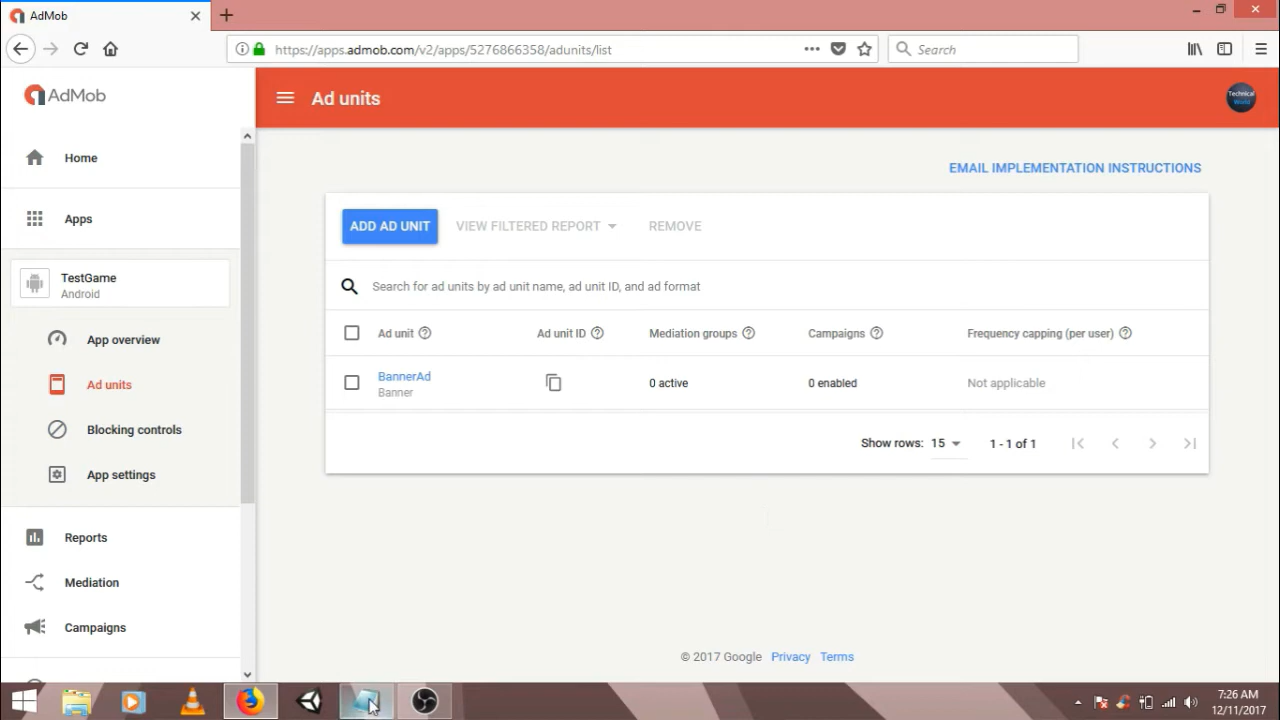 AdMob
https://apps.admob.com/v2/apps/5276866358/adunits/list
Search
AdMob
Ad units
Technical
World
Home
Apps
TestGame
Android
App overview
Ad units
Blocking controls
App settings
Reports
Mediation
Campaigns
EMAIL IMPLEMENTATION INSTRUCTIONS
ADD AD UNIT VIEW FILTERED REPORT REMOVE
Search for ad units by ad unit name, ad unit ID, and ad format
Ad unit Ad unit ID Mediation groups Campaigns Frequency capping (per user)
BannerAd 0 active 0 enabled Not applicable
Banner
Show rows: 15 1 - 1 of 1
© 2017 Google Privacy Terms
7:26 AM
12/11/2017